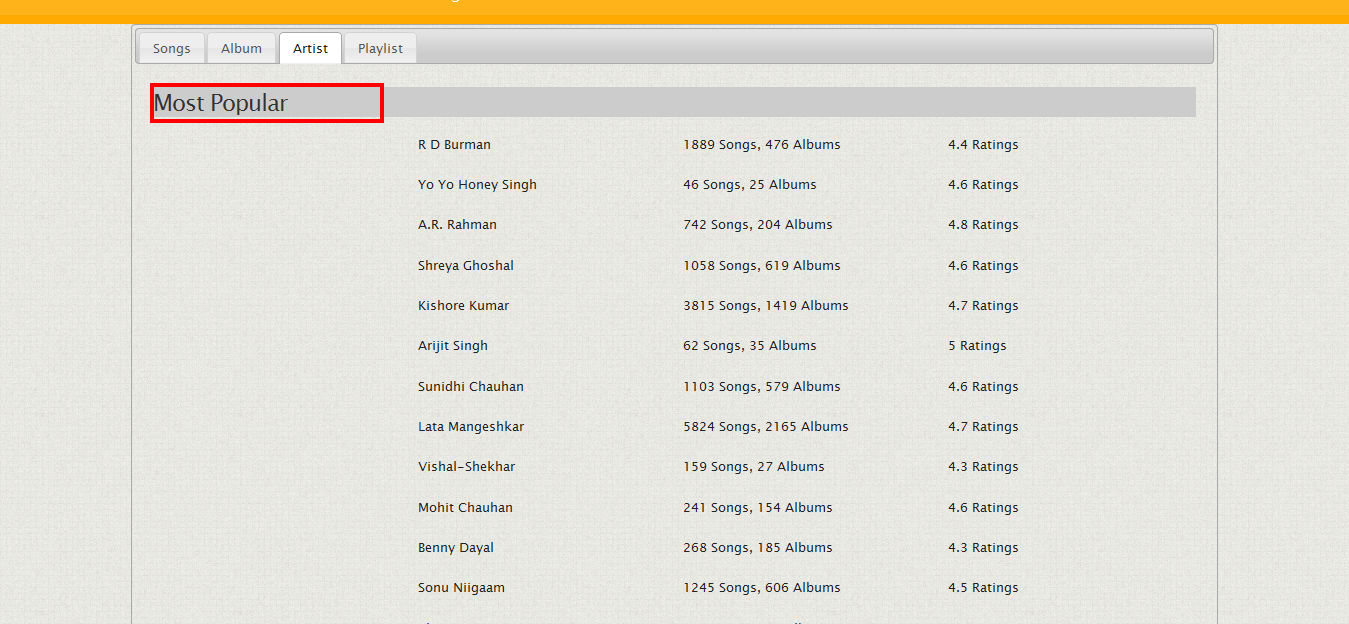 Songs Album Artist Playlist
Most Popular
R D Burman 1889 Songs, 476 Albums 4.4 Ratings
Yo Yo Honey Singh 46 Songs, 25 Albums 4.6 Ratings
A.R. Rahman 742 Songs, 204 Albums 4.8 Ratings
Shreya Ghoshal 1058 Songs, 619 Albums 4.6 Ratings
Kishore Kumar 3815 Songs, 1419 Albums 4.7 Ratings
Arijit Singh 62 Songs, 35 Albums 5 Ratings
Sunidhi Chauhan 1103 Songs, 579 Albums 4.6 Ratings
Lata Mangeshkar 5824 Songs, 2165 Albums 4.7 Ratings
Vishal-Shekhar 159 Songs, 27 Albums 4.3 Ratings
Mohit Chauhan 241 Songs, 154 Albums 4.6 Ratings
Benny Dayal 268 Songs, 185 Albums 4.3 Ratings
Sonu Niigaam 1245 Songs, 606 Albums 4.5 Ratings